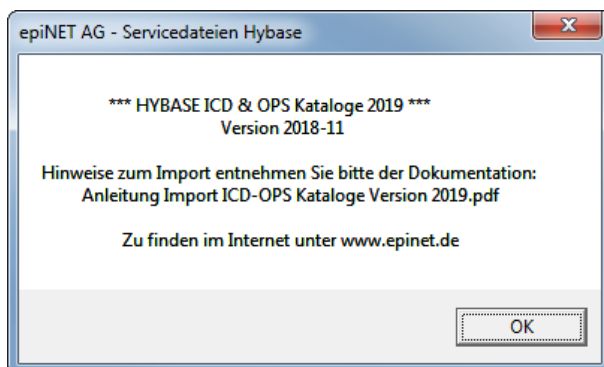 epiNET AG - Servicedateien Hybase
*** HYBASE ICD & OPS Kataloge 2019 ***
Version 2018-11
Hinweise zum Import entnehmen Sie bitte der Dokumentation:
Anleitung Import ICD-OPS Kataloge Version 2019.pdf
Zu finden im Internet unter www.epinet.de
OK